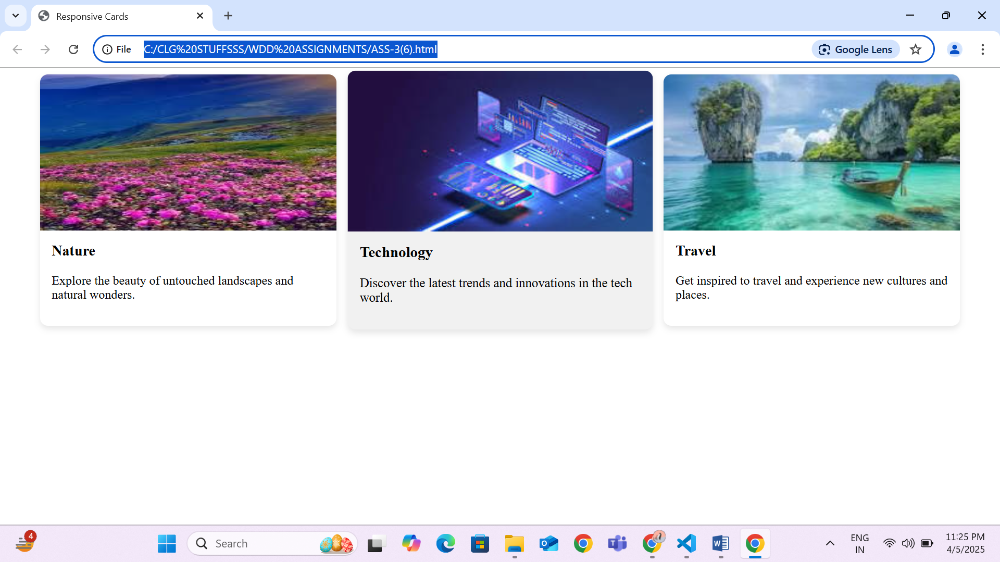 Responsive Cards
File
C:/CLG%20STUFFSSS/WDD%20ASSIGNMENTS/ASS-3(6).html
Google Lens
Nature
Explore the beauty of untouched landscapes and
natural wonders.
Technology
Discover the latest trends and innovations in the tech
world.
Travel
Get inspired to travel and experience new cultures and
places.
4
Search
ENG
IN
11:25 PM
4/5/2025